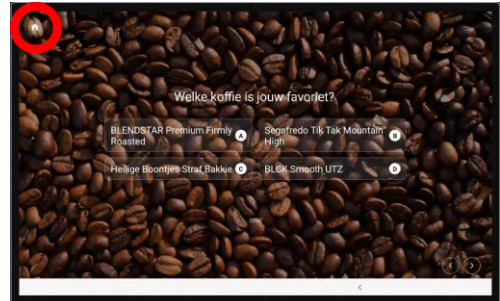 Welke koffie is jouw favoriet?
BLENDSTAR Premium Firmly
Roasted
A
Segafredo Tik Tak Mountain
High
B
Heilige Boontjes Straf Bakkie
C
BLCK Smooth UTZ
D